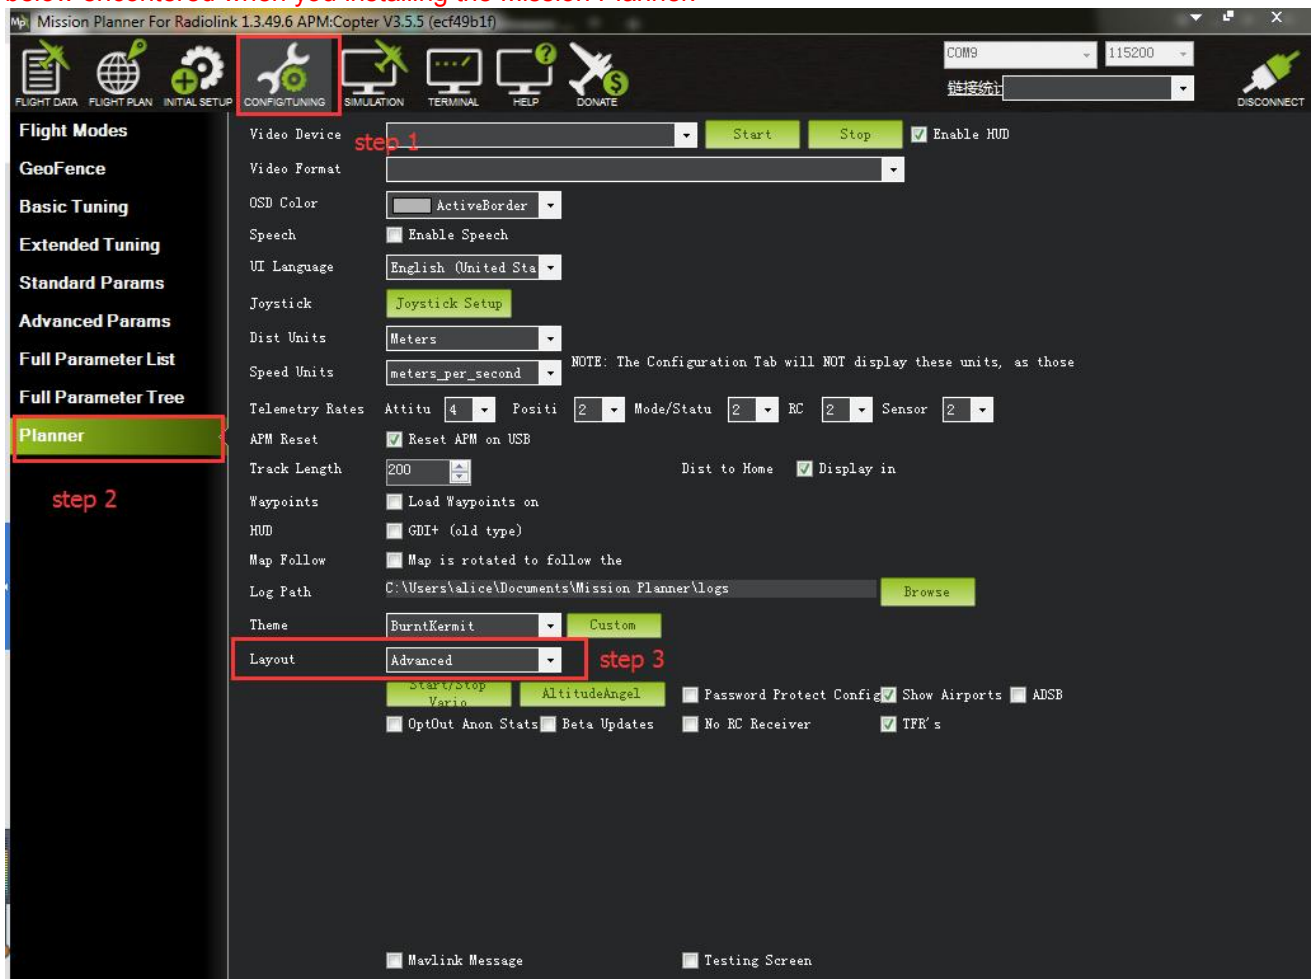 below encontered when you installing the Mission Planner.
Mp Mission Planner For Radiolink 1.3.49.6 APM:Copter V3.5.5 (ecf49b1f)
FLIGHT DATA FLIGHT PLAN INITIAL SETUP CONFIG/TUNING SIMULATION TERMINAL HELP DONATE
COM9 115200
链接统计
DISCONNECT
step 1
Flight Modes
GeoFence
Basic Tuning
Extended Tuning
Standard Params
Advanced Params
Full Parameter List
Full Parameter Tree
Planner
step 2
Video Device Start Stop Enable HUD
Video Format
OSD Color ActiveBorder
Speech Enable Speech
UI Language English (United Sta
Joystick Joystick Setup
Dist Units Meters
NOTE: The Configuration Tab will NOT display these units, as those
Speed Units meters_per_second
Telemetry Rates Attitu 4 Positi 2 Mode/Statu 2 RC 2 Sensor 2
APM Reset Reset APM on USB
Track Length 200 Dist to Home Display in
Waypoints Load Waypoints on
HUD GDI+ (old type)
Map Follow Map is rotated to follow the
Log Path C:\Users\alice\Documents\Mission Planner\logs Browse
Theme BurntKermit Custom
Layout Advanced step 3
Start/Stop Vario AltitudeAngel Password Protect Config Show Airports ADSB
OptOut Anon Stats Beta Updates No RC Receiver TFR's
Mavlink Message Testing Screen